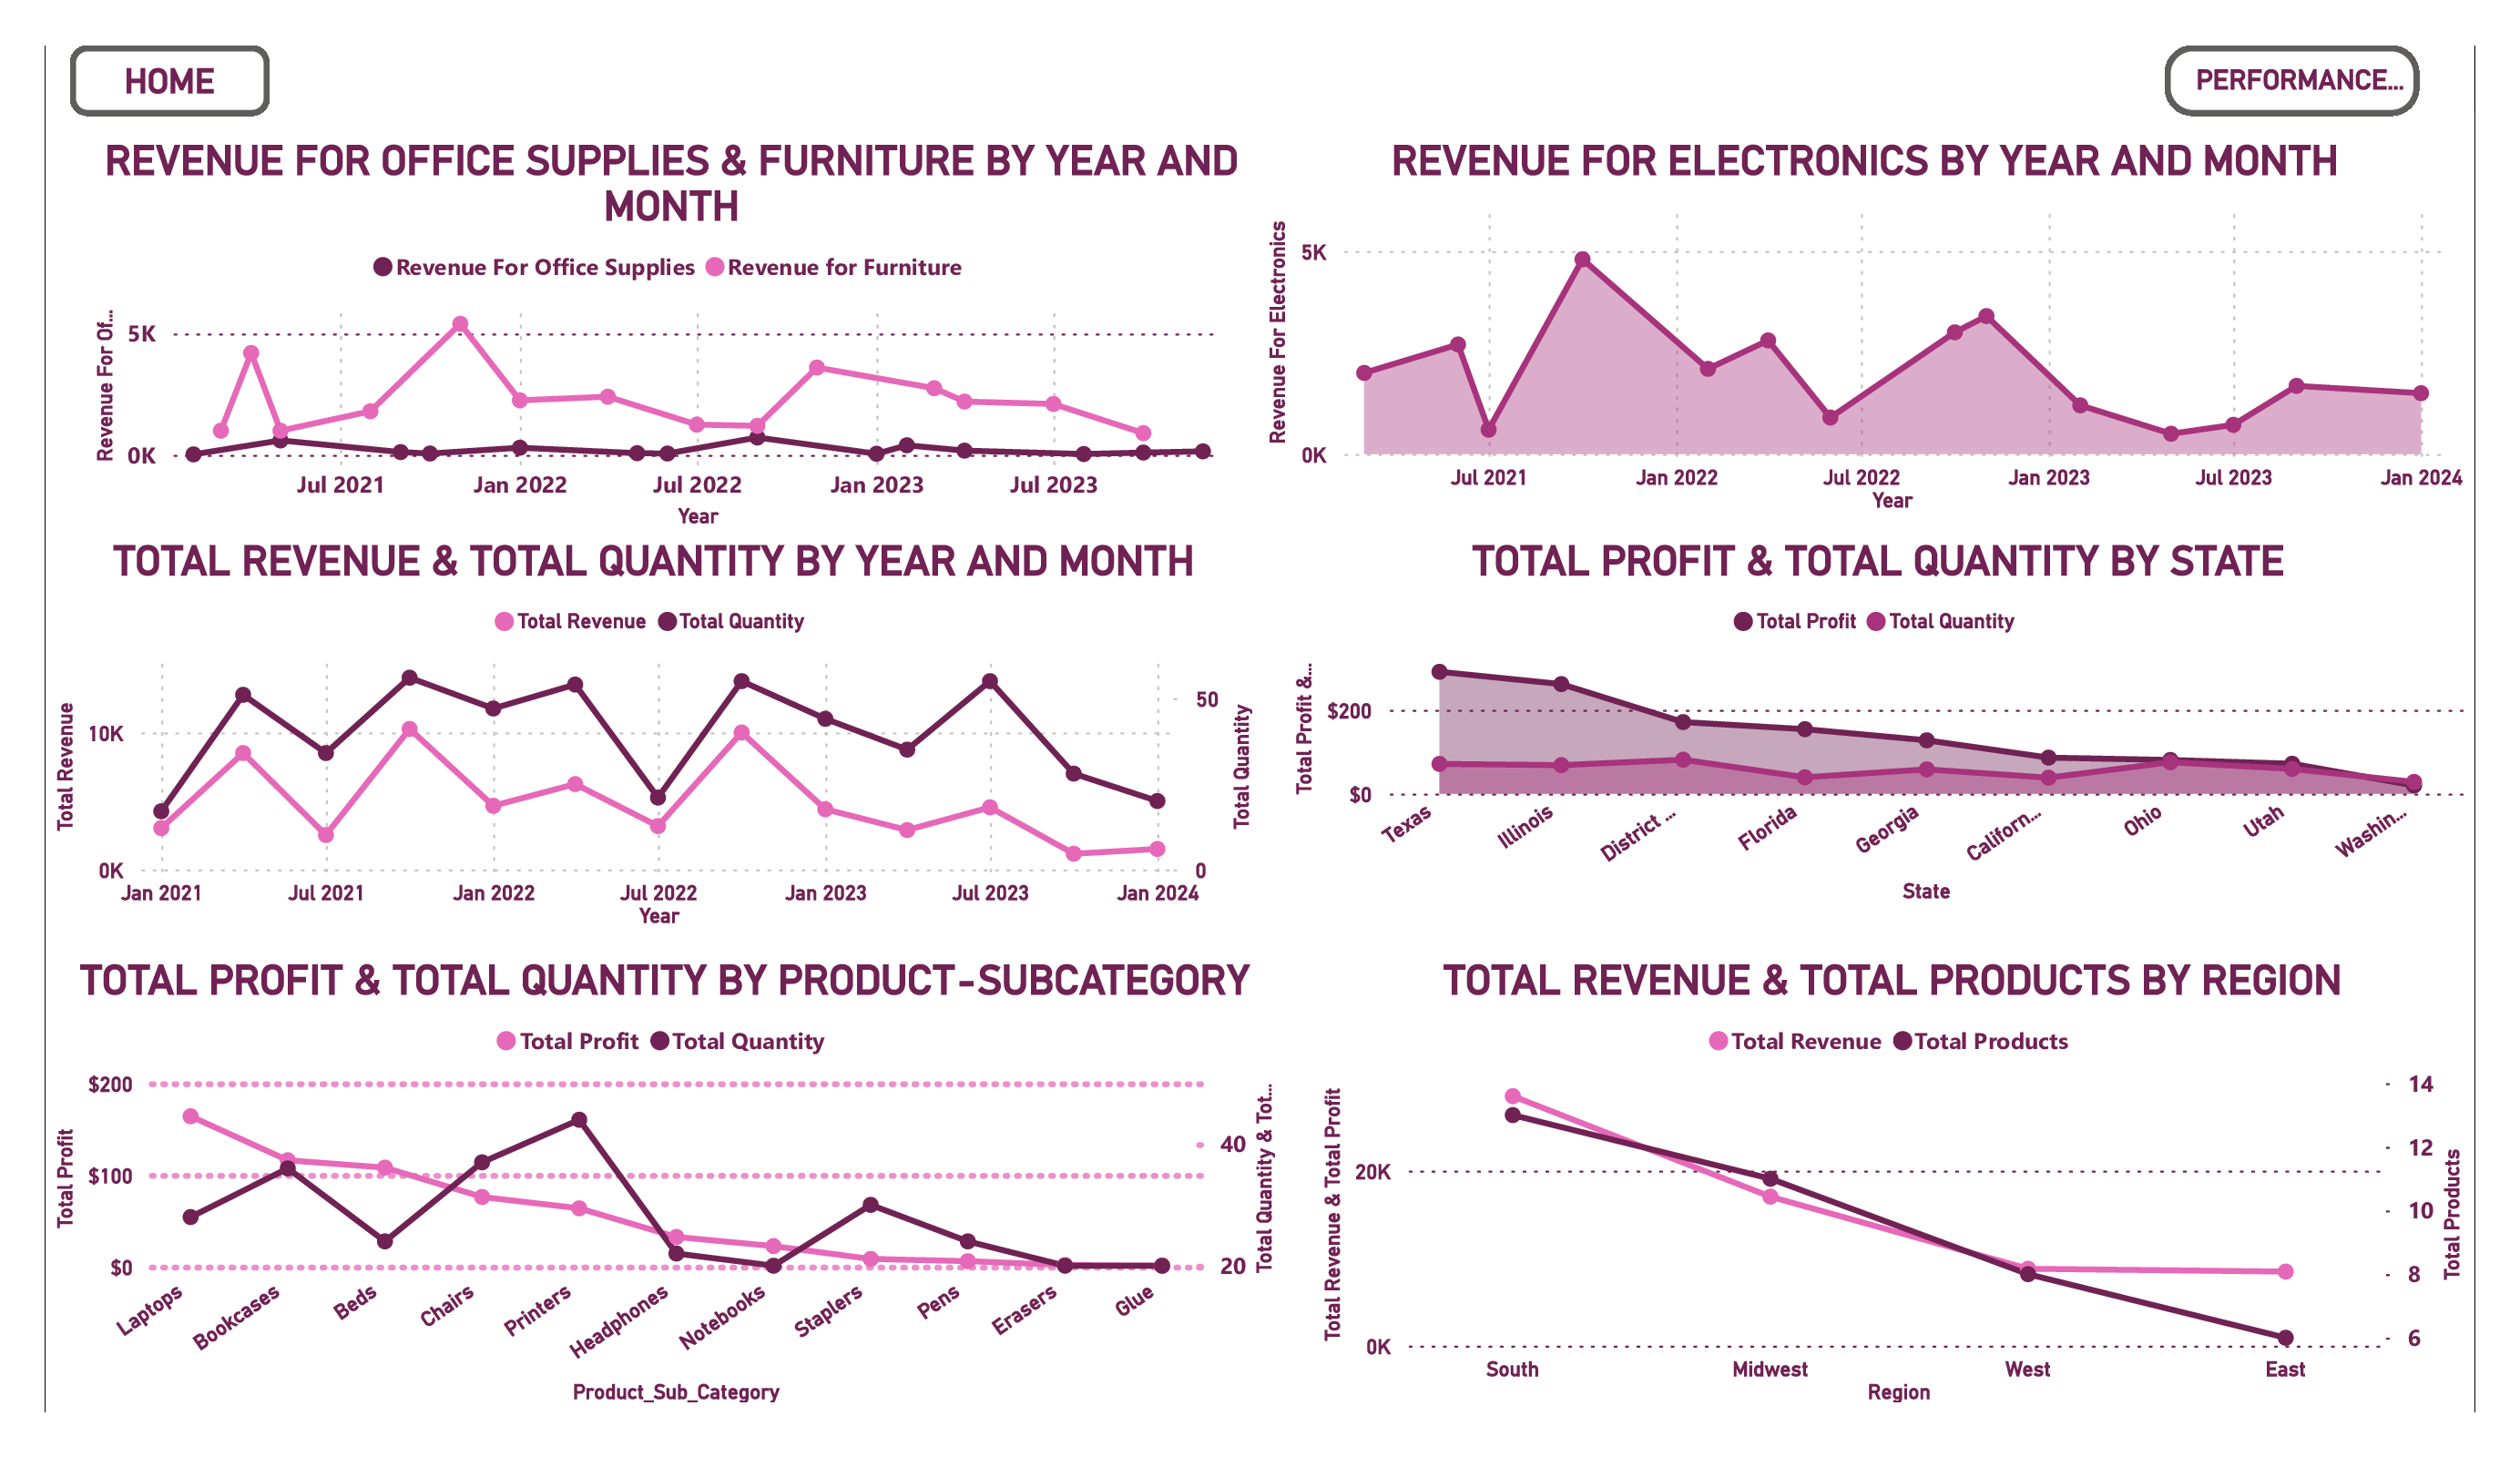 HOME
PERFORMANCE...
REVENUE FOR OFFICE SUPPLIES & FURNITURE BY YEAR AND
MONTH
Revenue For Office Supplies
Revenue for Furniture
Revenue For Of...
5K
0K
Jul 2021
Jan 2022
Jul 2022
Jan 2023
Jul 2023
Year
REVENUE FOR ELECTRONICS BY YEAR AND MONTH
Revenue For Electronics
5K
0K
Jul 2021
Jan 2022
Jul 2022
Jan 2023
Jul 2023
Jan 2024
Year
TOTAL REVENUE & TOTAL QUANTITY BY YEAR AND MONTH
Total Revenue
Total Quantity
Total Revenue
10K
0K
50
0
Total Quantity
Jan 2021
Jul 2021
Jan 2022
Jul 2022
Jan 2023
Jul 2023
Jan 2024
Year
TOTAL PROFIT & TOTAL QUANTITY BY STATE
Total Profit
Total Quantity
Total Profit &...
$200
$0
Texas
Illinois
District ...
Florida
Georgia
Californ...
Ohio
Utah
Washin...
State
TOTAL PROFIT & TOTAL QUANTITY BY PRODUCT-SUBCATEGORY
Total Profit
Total Quantity
Total Profit
$200
$100
$0
40
20
Total Quantity & Tot...
Laptops
Bookcases
Beds
Chairs
Printers
Headphones
Notebooks
Staplers
Pens
Erasers
Glue
Product_Sub_Category
TOTAL REVENUE & TOTAL PRODUCTS BY REGION
Total Revenue
Total Products
Total Revenue & Total Profit
20K
0K
14
12
10
8
6
Total Products
South
Midwest
West
East
Region